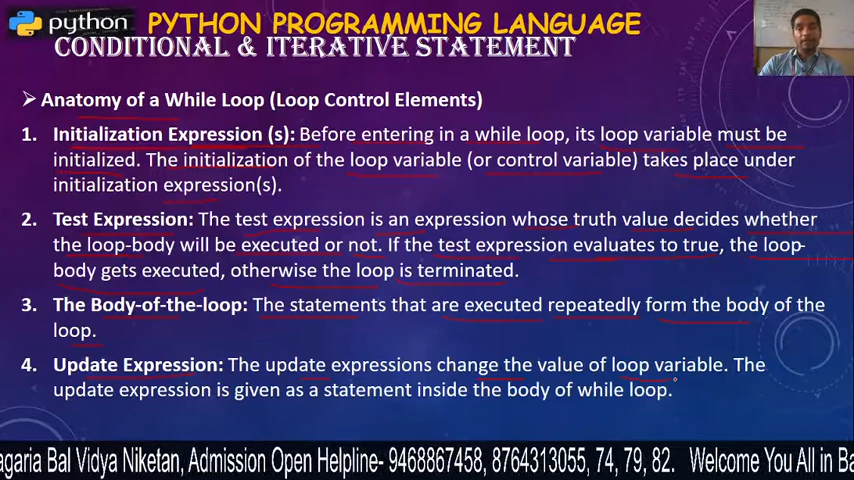 python
PYTHON PROGRAMMING LANGUAGE
CONDITIONAL & ITERATIVE STATEMENT
➢ Anatomy of a While Loop (Loop Control Elements)
1. Initialization Expression (s): Before entering in a while loop, its loop variable must be
initialized. The initialization of the loop variable (or control variable) takes place under
initialization expression(s).
2. Test Expression: The test expression is an expression whose truth value decides whether
the loop-body will be executed or not. If the test expression evaluates to true, the loop-
body gets executed, otherwise the loop is terminated.
3. The Body-of-the-loop: The statements that are executed repeatedly form the body of the
loop.
4. Update Expression: The update expressions change the value of loop variable. The
update expression is given as a statement inside the body of while loop.
agaria Bal Vidya Niketan, Admission Open Helpline- 9468867458, 8764313055, 74, 79, 82. Welcome You All in Ba